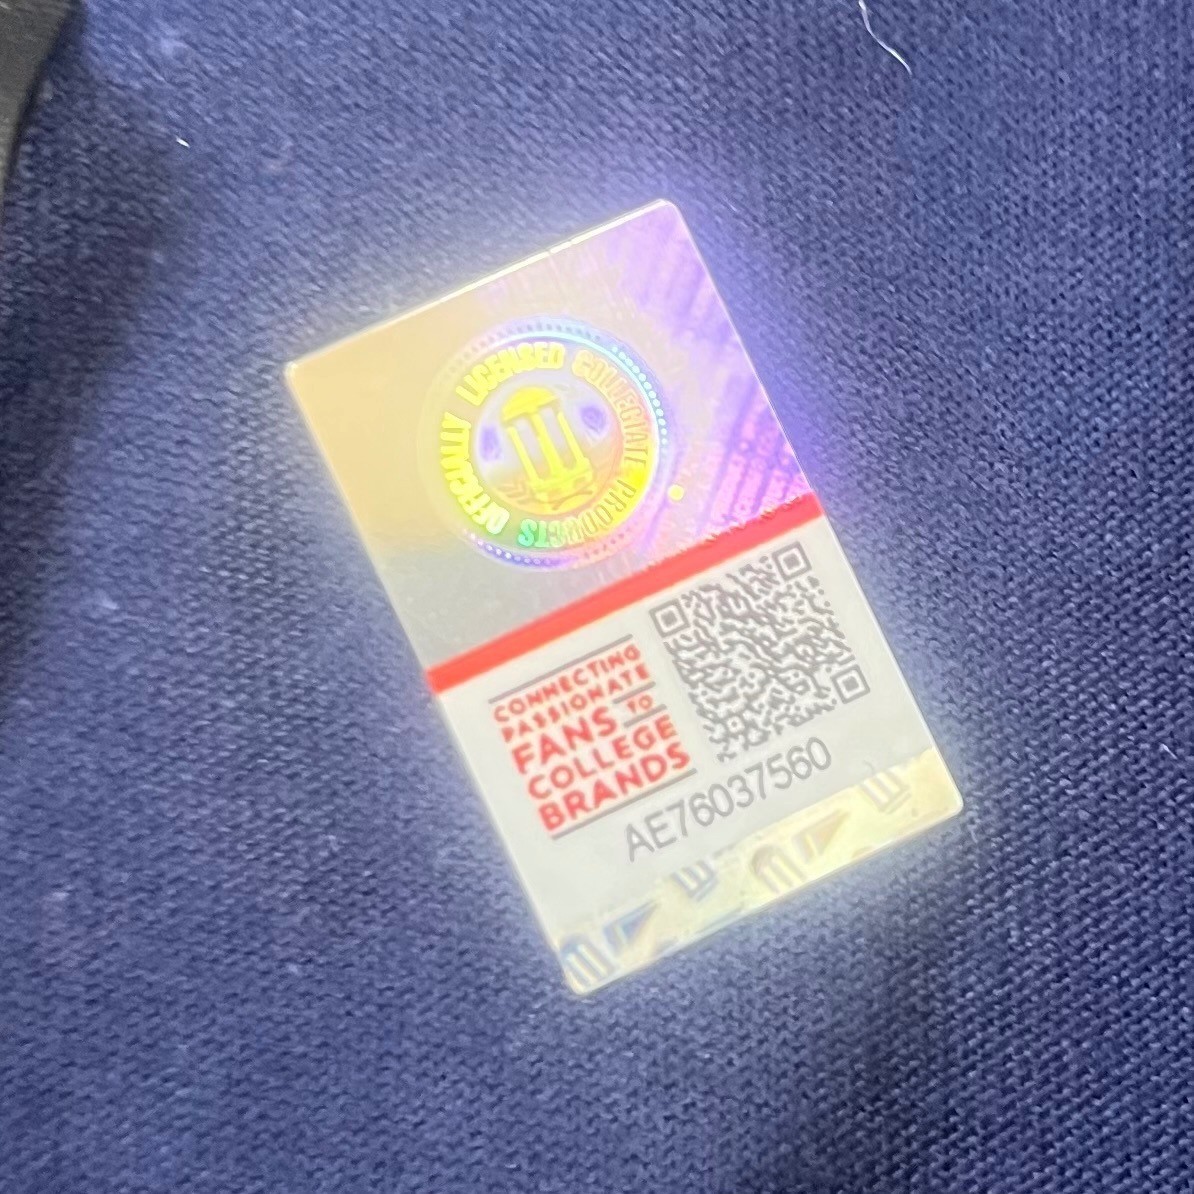 OFFICIALLY LICENSED COLLEGIATE PRODUCTS
CONNECTING
PASSIONATE
FANS TO
COLLEGE
BRANDS
AE76037560